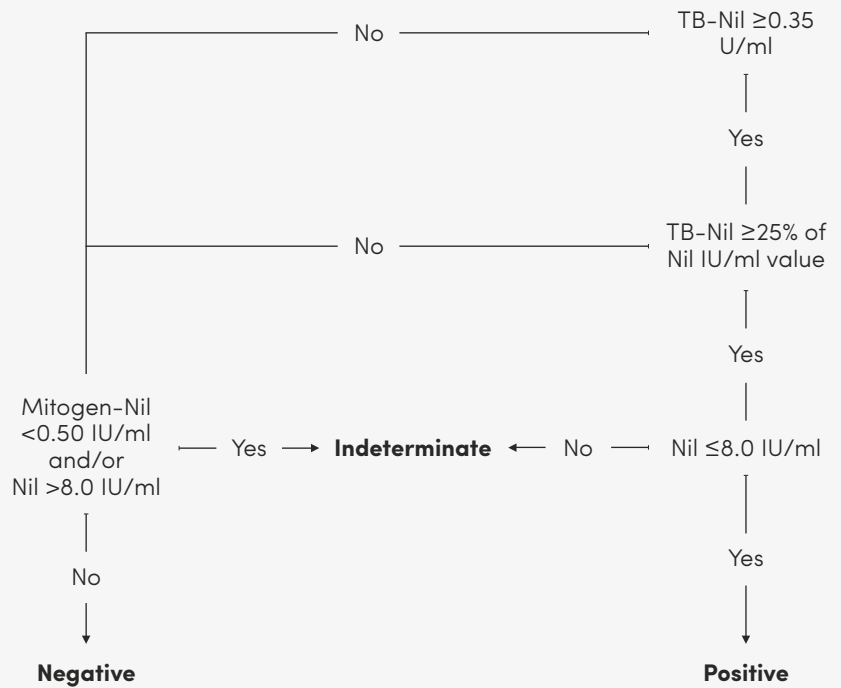 No
TB-Nil ≥0.35
U/ml
Yes
No
TB-Nil ≥25% of
Nil IU/ml value
Yes
Mitogen-Nil
<0.50 IU/ml
and/or
Nil >8.0 IU/ml
Yes
Indeterminate
No
Nil ≤8.0 IU/ml
No
Yes
Negative
Positive